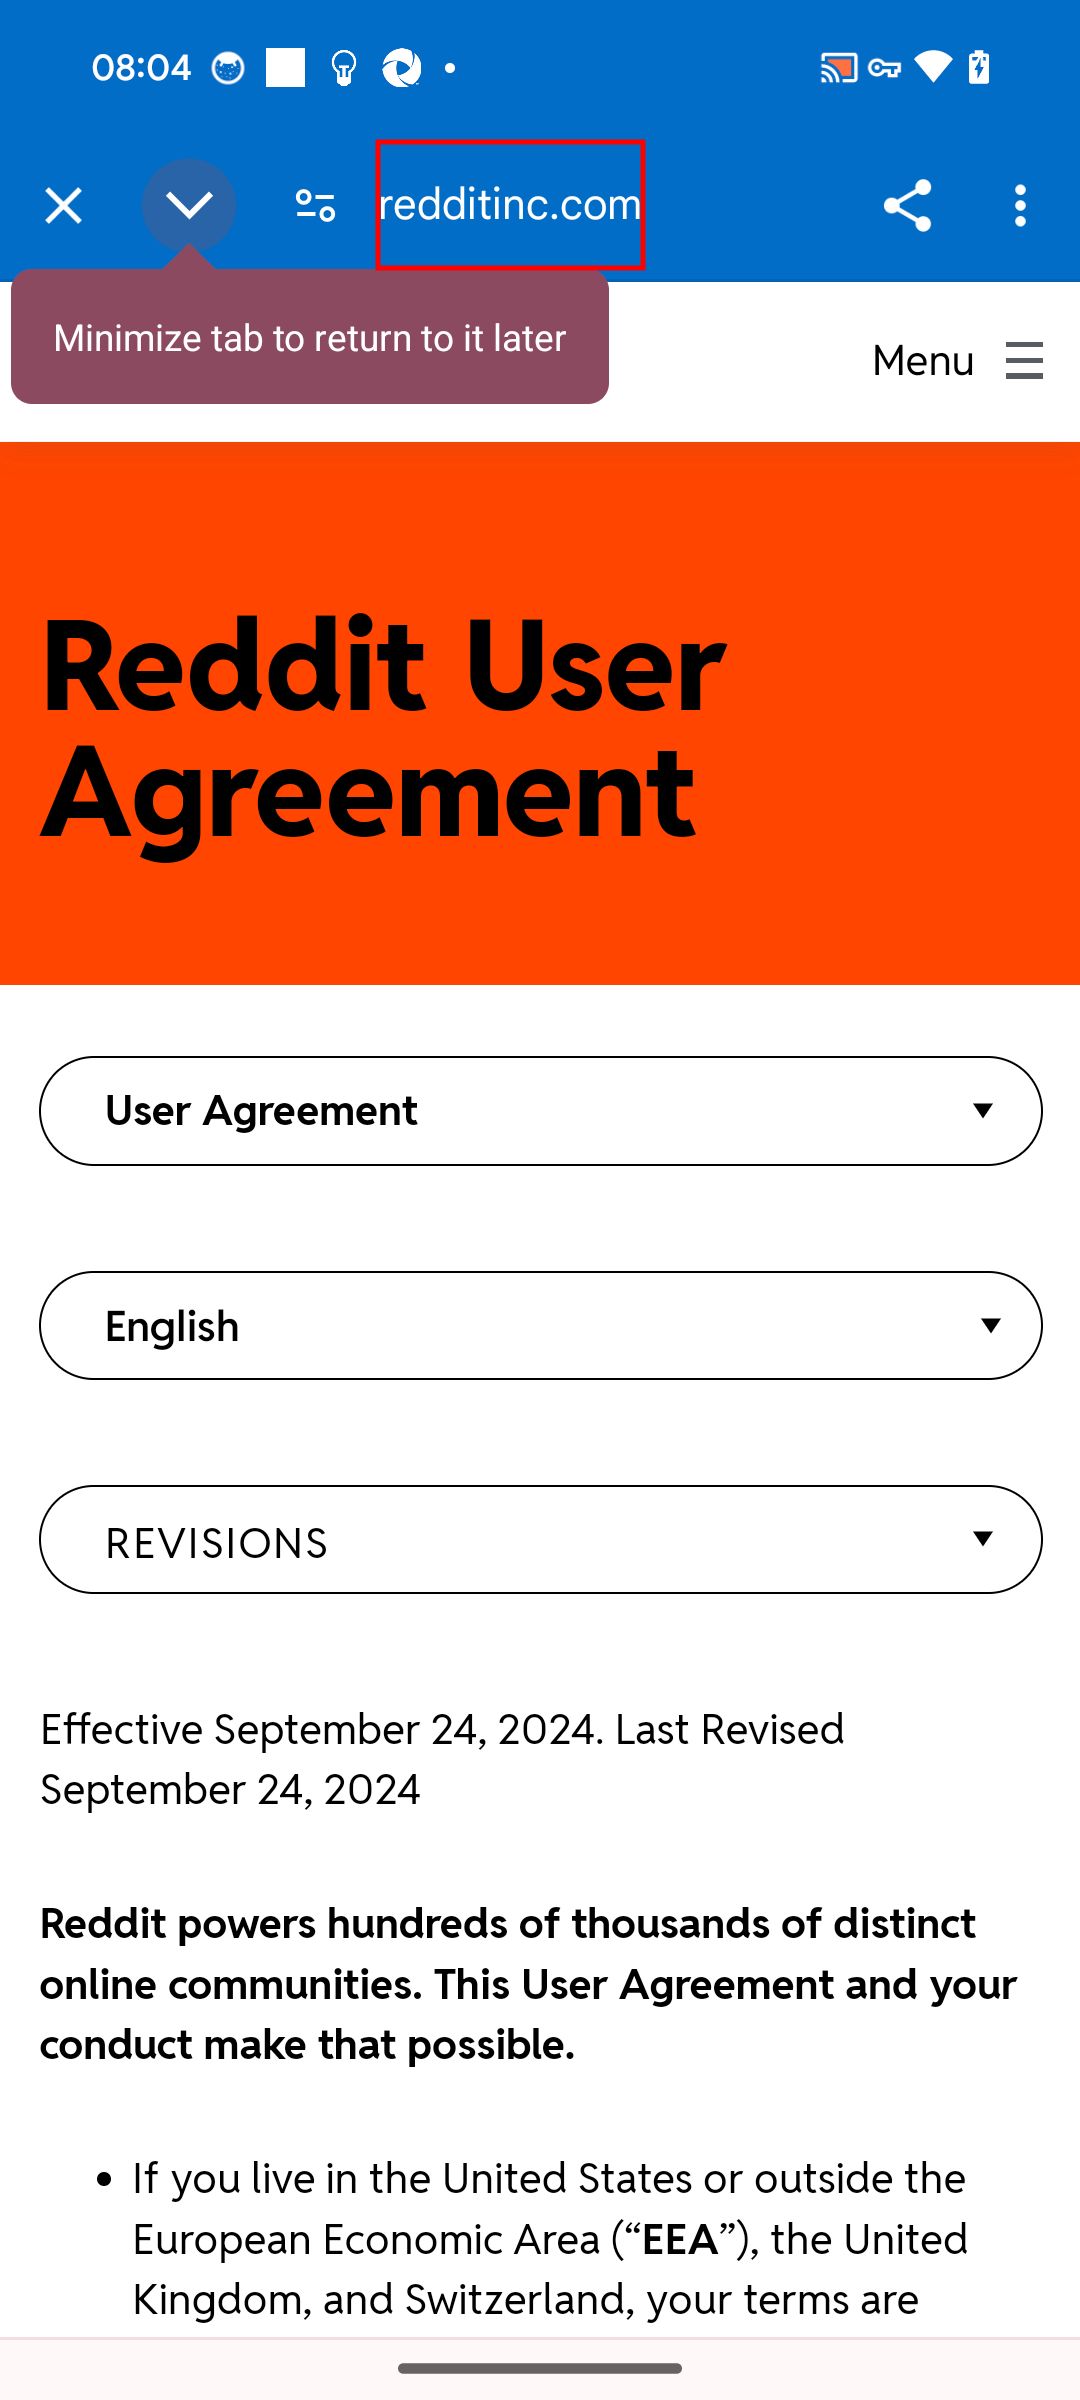 08:04
redditinc.com
Minimize tab to return to it later
Menu
Reddit User
Agreement
User Agreement
English
REVISIONS
Effective September 24, 2024. Last Revised
September 24, 2024
Reddit powers hundreds of thousands of distinct
online communities. This User Agreement and your
conduct make that possible.
• If you live in the United States or outside the
European Economic Area (“EEA”), the United
Kingdom, and Switzerland, your terms are